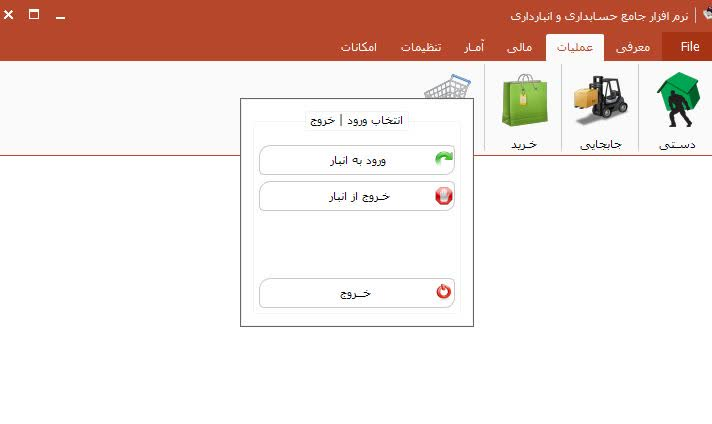 نرم افزار جامع حسابداری و انبارداری
File معرفی عملیات مالی آمار تنظیمات امکانات
دستی جابجایی خرید
انتخاب ورود | خروج
ورود به انبار
خروج از انبار
خــروج